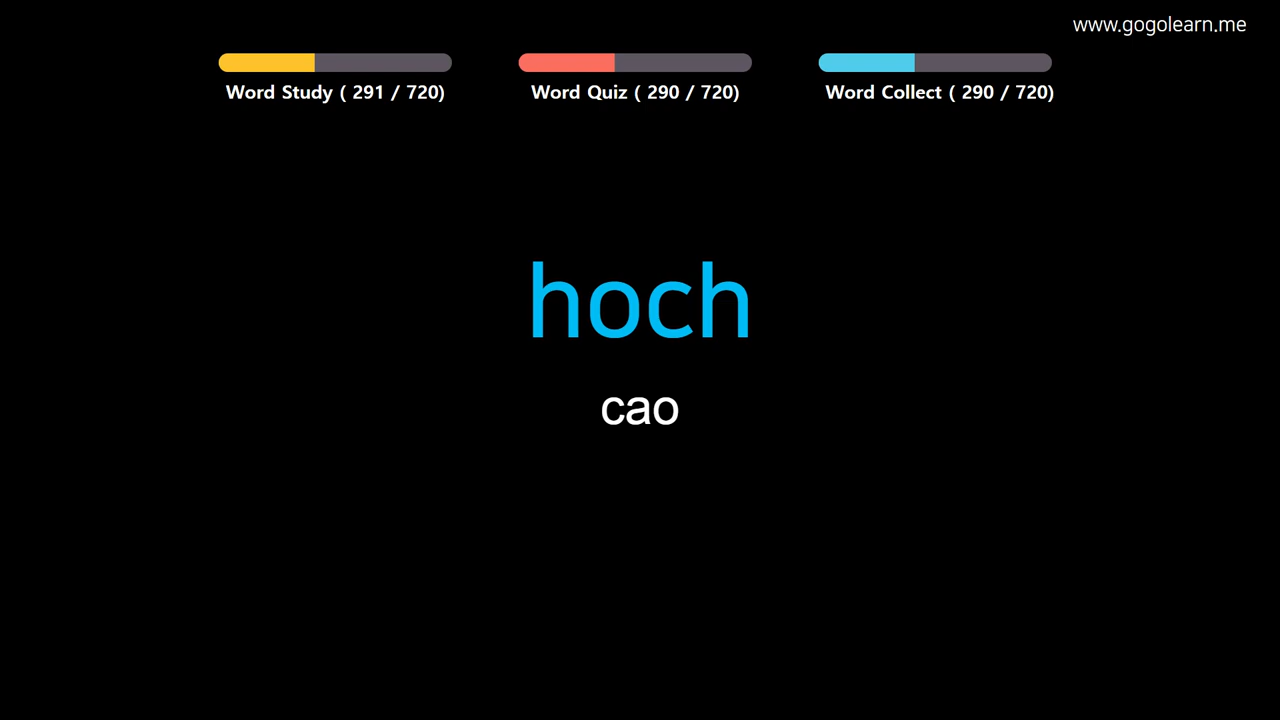 www.gogolearn.me
Word Study ( 291 / 720)
Word Quiz ( 290 / 720)
Word Collect ( 290 / 720)
hoch
cao